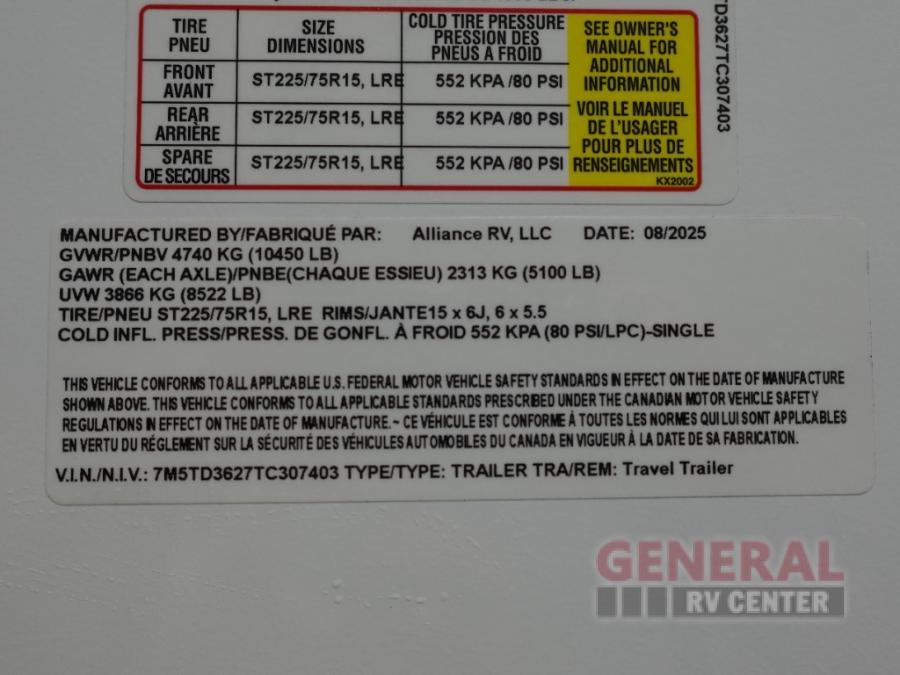 TIRE
PNEU
SIZE
DIMENSIONS
COLD TIRE PRESSURE
PRESSION DES
PNEUS A FROID
SEE OWNER'S
MANUAL FOR
ADDITIONAL
INFORMATION
VOIR LE MANUEL
DE L'USAGER
POUR PLUS DE
RENSEIGNEMENTS
KX2002
FRONT
AVANT
ST225/75R15, LRE
552 KPA /80 PSI
REAR
ARRIÈRE
ST225/75R15, LRE
552 KPA /80 PSI
SPARE
DE SECOURS
ST225/75R15, LRE
552 KPA /80 PSI
TD3627TC307403
MANUFACTURED BY/FABRIQUÉ PAR: Alliance RV, LLC DATE: 08/2025
GVWR/PNBV 4740 KG (10450 LB)
GAWR (EACH AXLE)/PNBE(CHAQUE ESSIEU) 2313 KG (5100 LB)
UVW 3866 KG (8522 LB)
TIRE/PNEU ST225/75R15, LRE RIMS/JANTE15 x 6J, 6 x 5.5
COLD INFL. PRESS/PRESS. DE GONFL. À FROID 552 KPA (80 PSI/LPC)-SINGLE
THIS VEHICLE CONFORMS TO ALL APPLICABLE U.S. FEDERAL MOTOR VEHICLE SAFETY STANDARDS IN EFFECT ON THE DATE OF MANUFACTURE
SHOWN ABOVE. THIS VEHICLE CONFORMS TO ALL APPLICABLE STANDARDS PRESCRIBED UNDER THE CANADIAN MOTOR VEHICLE SAFETY
REGULATIONS IN EFFECT ON THE DATE OF MANUFACTURE.~ CE VÉHICULE EST CONFORME À TOUTES LES NORMES QUI LUI SONT APPLICABLES
EN VERTU DU RÉGLEMENT SUR LA SÉCURITÉ DES VÉHICULES AUTOMOBILES DU CANADA EN VIGUEUR À LA DATE DE SA FABRICATION.
V.I.N./N.I.V.: 7M5TD3627TC307403 TYPE/TYPE: TRAILER TRA/REM: Travel Trailer
GENERAL
RV CENTER